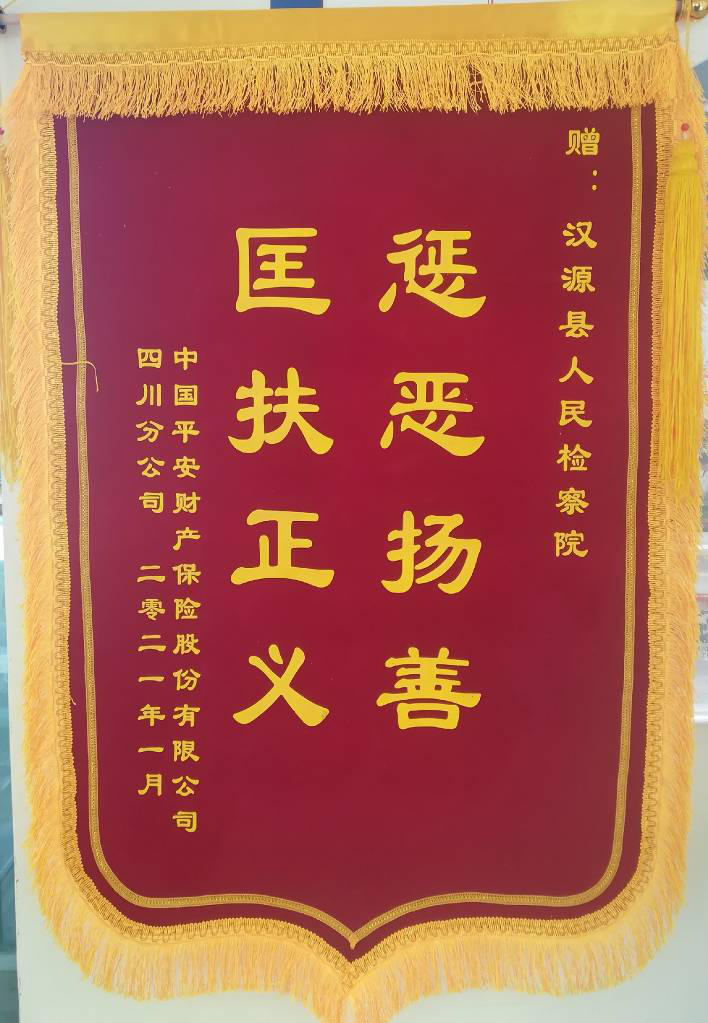 赠：汉源县人民检察院
惩恶扬善
匡扶正义
中国平安财产保险股份有限公司
四川分公司 二零二一年一月